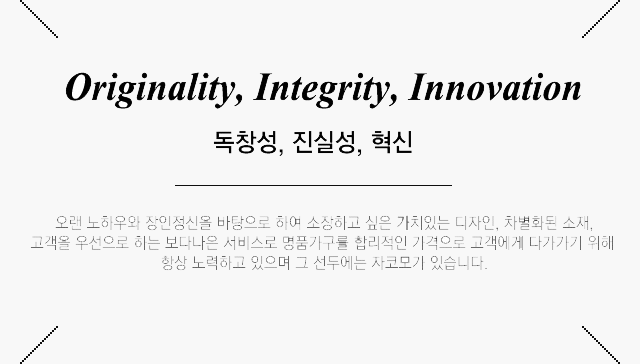 Originality, Integrity, Innovation
독창성, 진실성, 혁신
오랜 노하우와 장인정신을 바탕으로 하여 소장하고 싶은 가치있는 디자인, 차별화된 소재,
고객을 우선으로 하는 보다나은 서비스로 명품가구를 합리적인 가격으로 고객에게 다가가기 위해
항상 노력하고 있으며 그 선두에는 자코모가 있습니다.